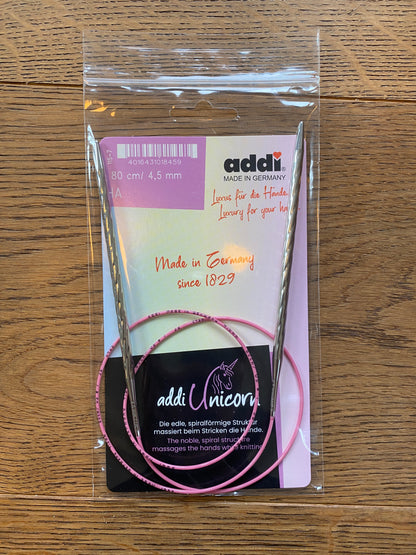 addi®
MADE IN GERMANY
4016431018459
80 cm/ 4,5 mm
Luxus für die Hände
Luxury for your ha
Made in Germany
since 1829
addi Unicorn
Die edle, spiralförmige Struktur
massiert beim Stricken die Hände.
The noble, spiral structure
massages the hands while knitting.